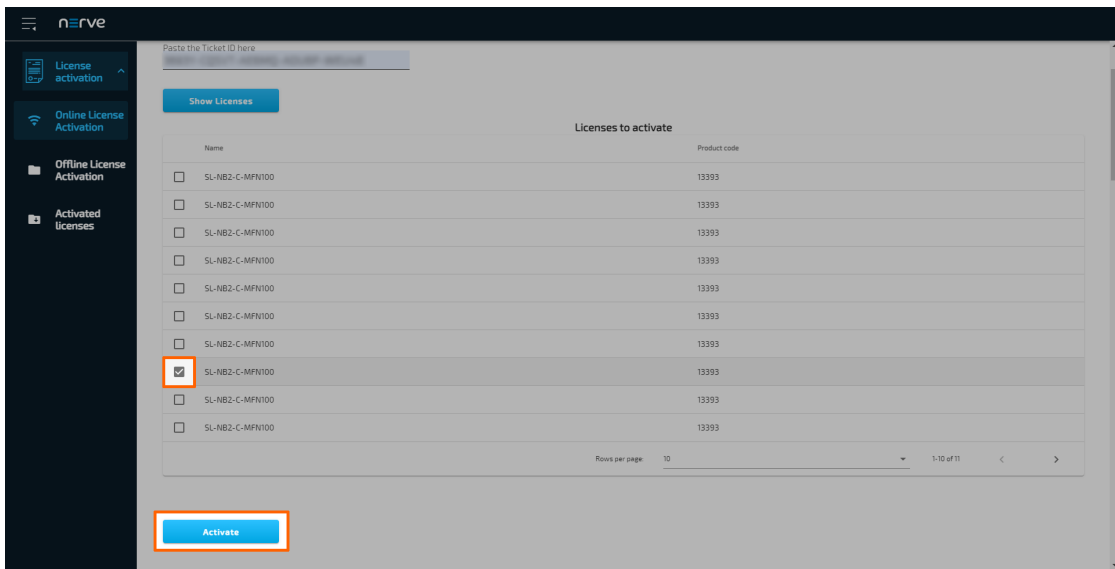 nerve
License
activation
Online License
Activation
Offline License
Activation
Activated
licenses
Paste the Ticket ID here
Show Licenses
Licenses to activate
Name Product code
SL-NB2-C-MFN100 13393
SL-NB2-C-MFN100 13393
SL-NB2-C-MFN100 13393
SL-NB2-C-MFN100 13393
SL-NB2-C-MFN100 13393
SL-NB2-C-MFN100 13393
SL-NB2-C-MFN100 13393
SL-NB2-C-MFN100 13393
SL-NB2-C-MFN100 13393
SL-NB2-C-MFN100 13393
Rows per page 10 1-10 of 11
Activate